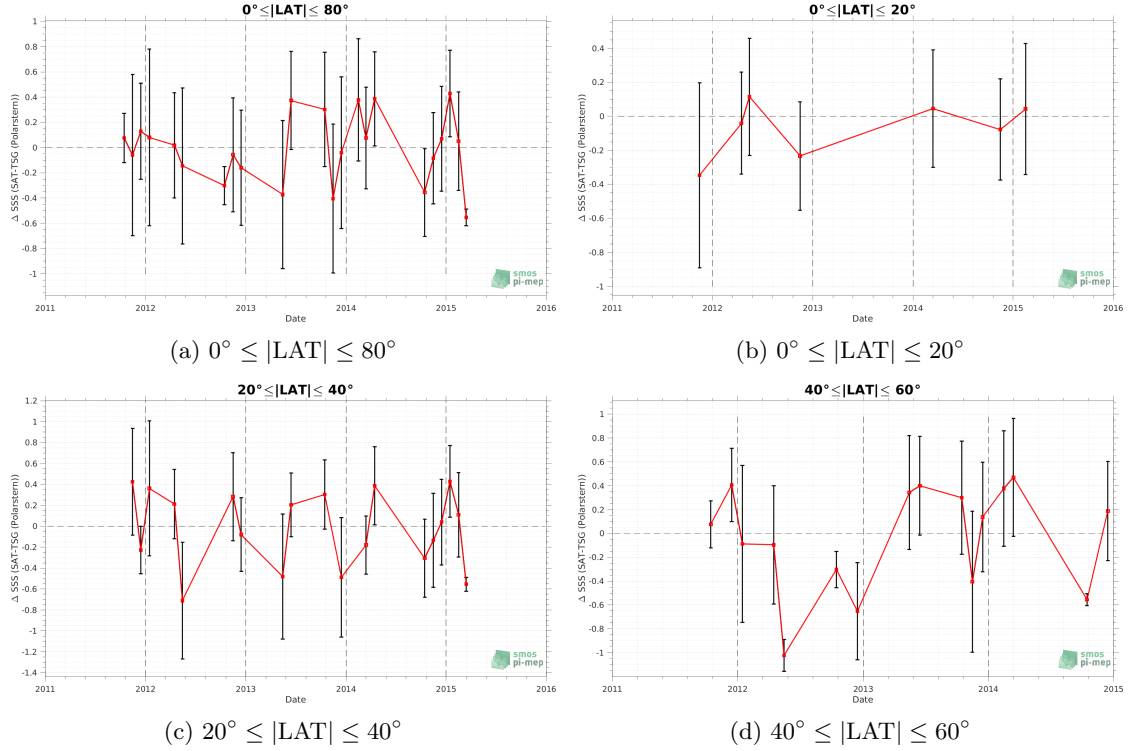 0°≤|LAT|≤ 80°
Δ SSS (SAT-TSG (Polarstern))
1
0.8
0.6
0.4
0.2
0
-0.2
-0.4
-0.6
-0.8
-1
2011
2012
2013
2014
2015
2016
Date
smos
pi-mep
(a) 0° ≤ |LAT| ≤ 80°
0°≤|LAT|≤ 20°
Δ SSS (SAT-TSG (Polarstern))
0.4
0.2
0
-0.2
-0.4
-0.6
-0.8
-1
2011
2012
2013
2014
2015
2016
Date
smos
pi-mep
(b) 0° ≤ |LAT| ≤ 20°
20°≤|LAT|≤ 40°
Δ SSS (SAT-TSG (Polarstern))
1.2
1
0.8
0.6
0.4
0.2
0
-0.2
-0.4
-0.6
-0.8
-1
-1.2
-1.4
2011
2012
2013
2014
2015
2016
Date
smos
pi-mep
(c) 20° ≤ |LAT| ≤ 40°
40°≤|LAT|≤ 60°
Δ SSS (SAT-TSG (Polarstern))
1
0.8
0.6
0.4
0.2
0
-0.2
-0.4
-0.6
-0.8
-1
2011
2012
2013
2014
2015
Date
smos
pi-mep
(d) 40° ≤ |LAT| ≤ 60°